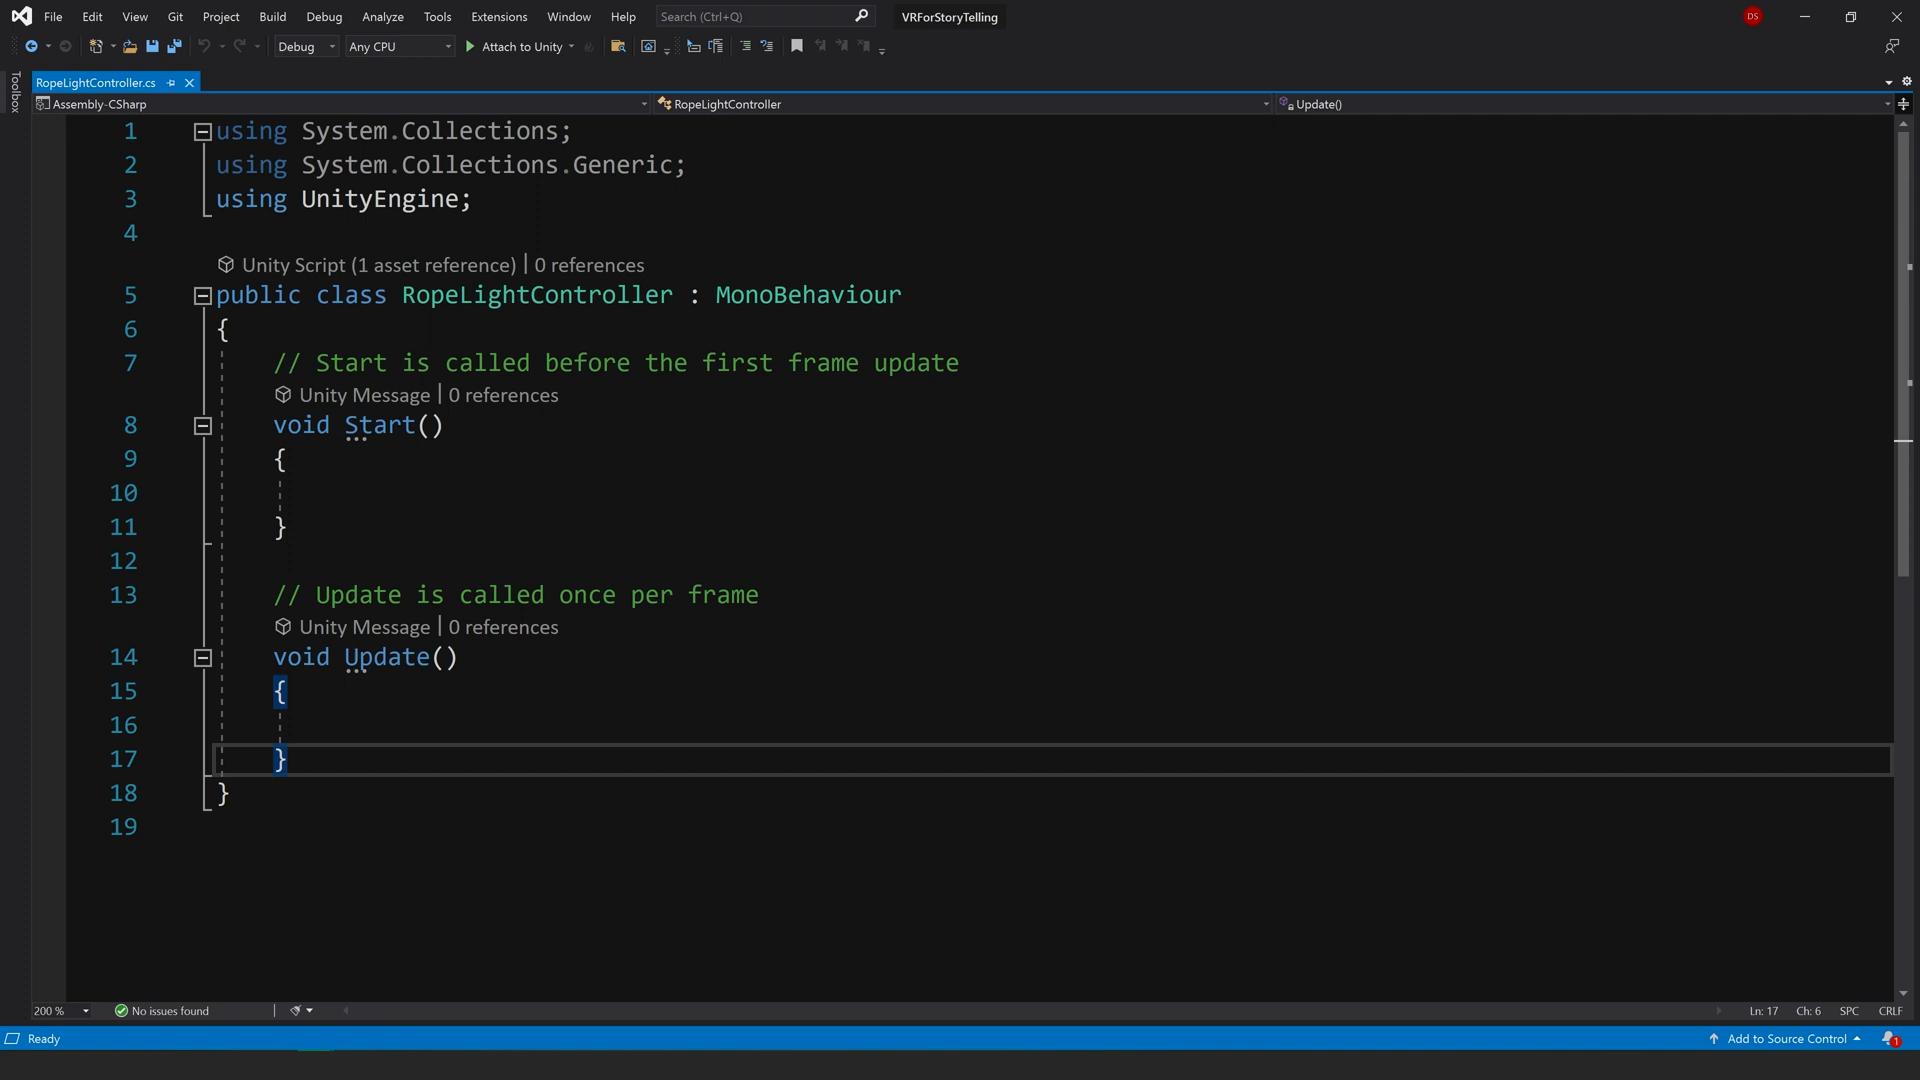 File Edit View Git Project Build Debug Analyze Tools Extensions Window Help Search (Ctrl+Q) VRForStoryTelling DS
Debug Any CPU Attach to Unity
Toolbox
RopeLightController.cs
Assembly-CSharp RopeLightController Update()
1 using System.Collections;
2 using System.Collections.Generic;
3 using UnityEngine;
4
Unity Script (1 asset reference) | 0 references
5 public class RopeLightController : MonoBehaviour
6 {
7 // Start is called before the first frame update
Unity Message | 0 references
8 void Start()
9 {
10
11 }
12
13 // Update is called once per frame
Unity Message | 0 references
14 void Update()
15 {
16
17 }
18 }
19
200 % No issues found Ln: 17 Ch: 6 SPC CRLF
Ready Add to Source Control 1